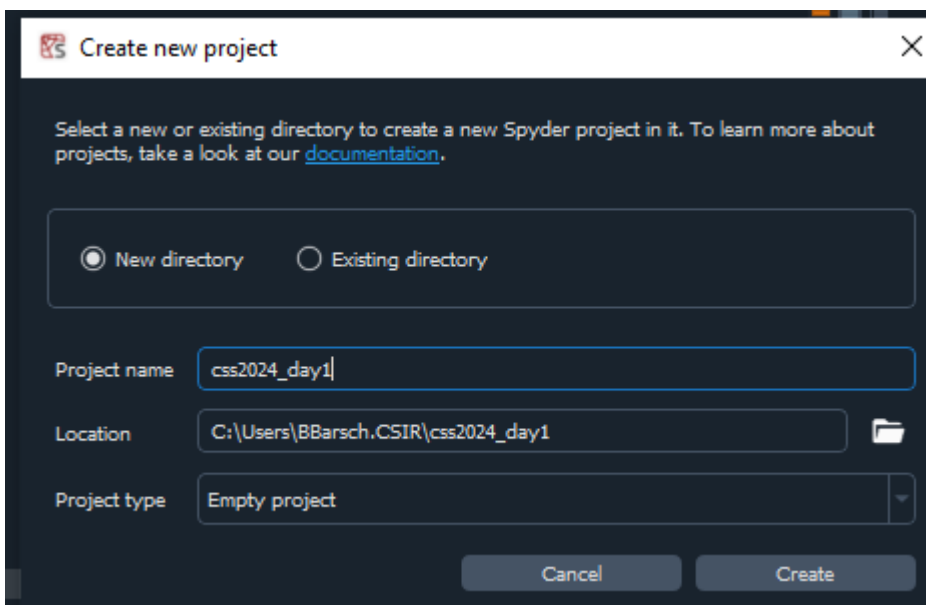 Create new project
Select a new or existing directory to create a new Spyder project in it. To learn more about
projects, take a look at our documentation.
New directory
Existing directory
Project name
css2024_day1
Location
C:\Users\BBarsch.CSIR\css2024_day1
Project type
Empty project
Cancel
Create